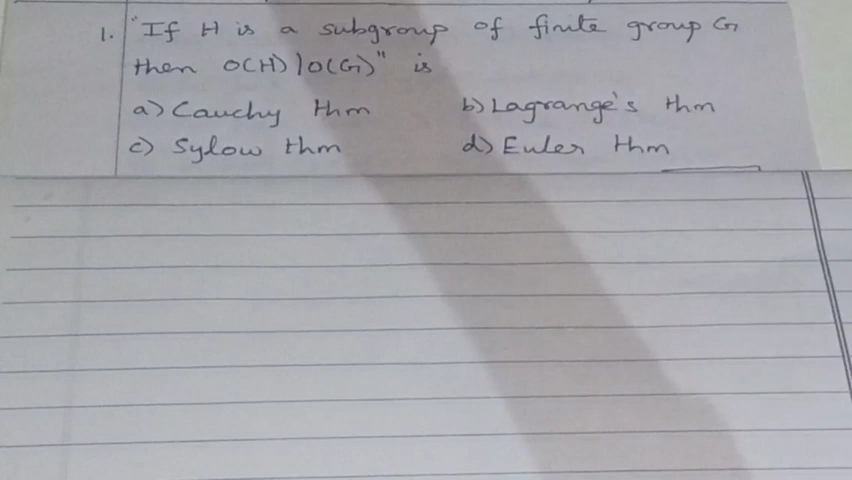 1. "If H is a subgroup of finite group G
then O(H) | O(G)" is
a) Cauchy thm b) Lagrange's thm
c) Sylow thm d) Euler thm